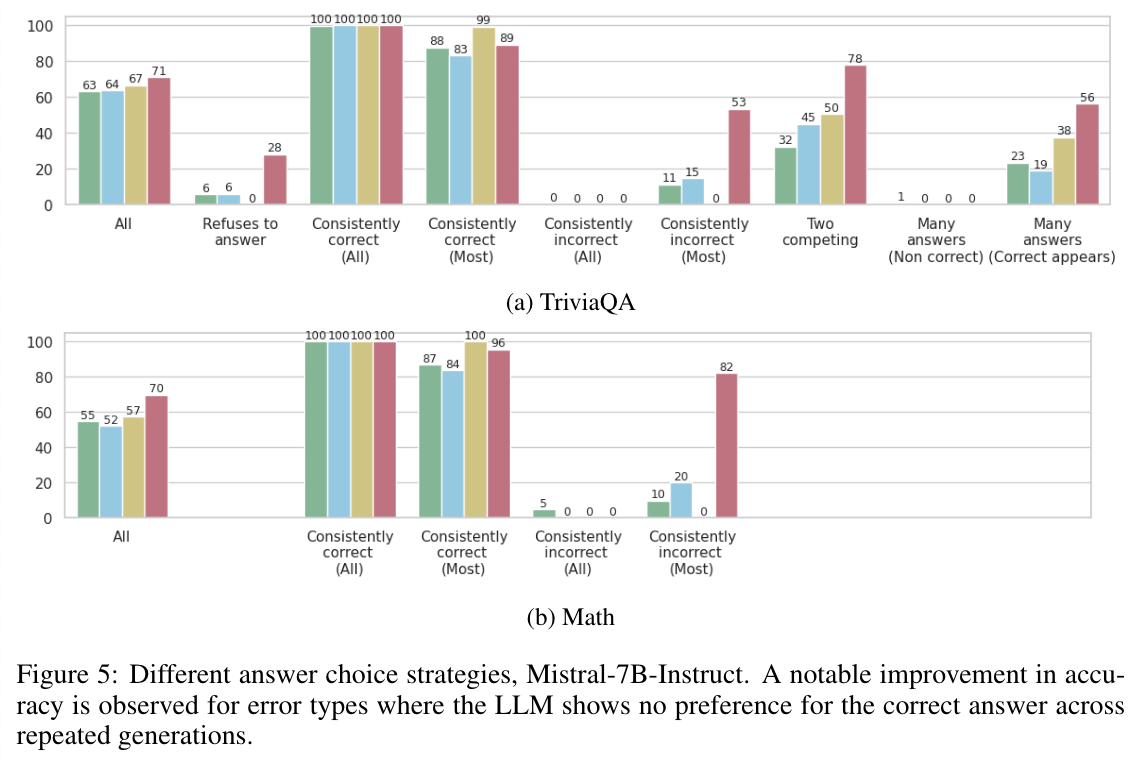 100 100 100 100
99
100
88
83
89
80
71
78
63 64 67
60
53
56
45
50
40
32
38
28
23
19
20
11 15
6 6 0
0 0 0 0
0
1 0 0 0
0
All
Refuses to
answer
Consistently
correct
(All)
Consistently
correct
(Most)
Consistently
incorrect
(All)
Consistently
incorrect
(Most)
Two
competing
Many
answers
(Non correct)
Many
answers
(Correct appears)
(a) TriviaQA
100 100 100 100
100
96
100
87
84
82
80
70
60
55 52 57
40
20
20
10
0
5 0 0 0
0
All
Consistently
correct
(All)
Consistently
correct
(Most)
Consistently
incorrect
(All)
Consistently
incorrect
(Most)
(b) Math
Figure 5: Different answer choice strategies, Mistral-7B-Instruct. A notable improvement in accu-
racy is observed for error types where the LLM shows no preference for the correct answer across
repeated generations.